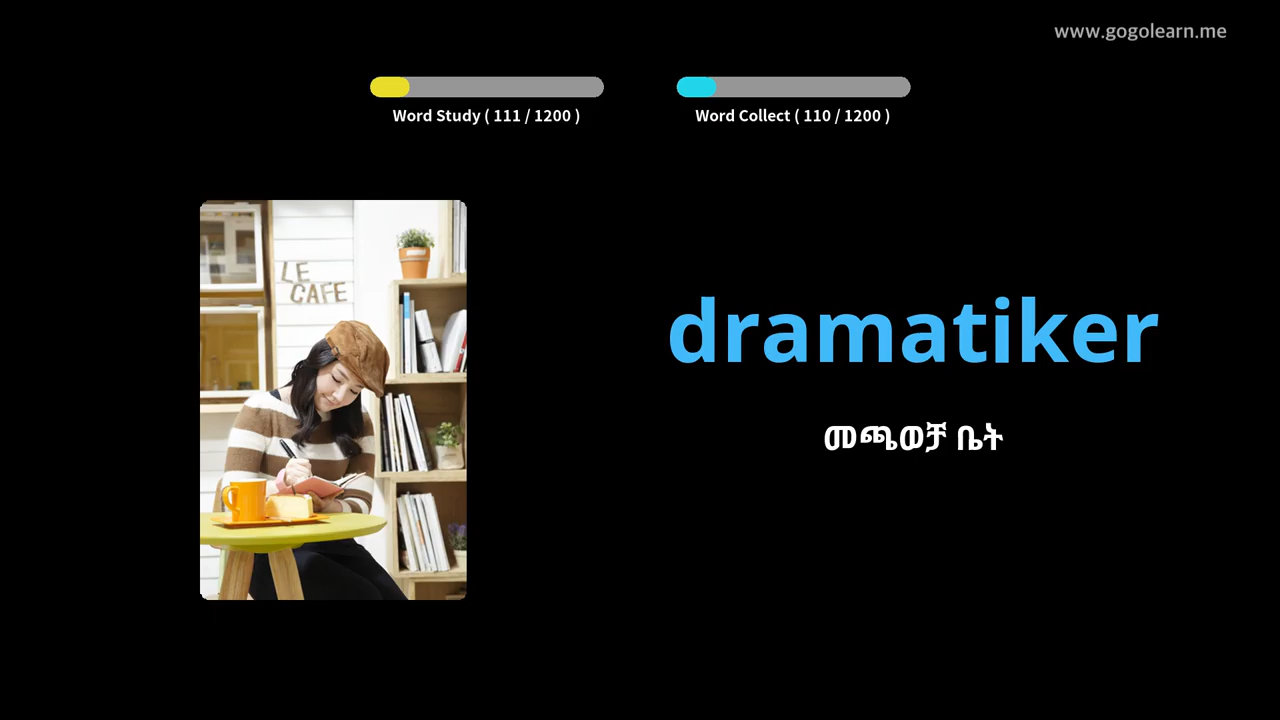 www.gogolearn.me
Word Study ( 111 / 1200 )
Word Collect ( 110 / 1200 )
LE
CAFE
dramatiker
መጫወቻ ቤት